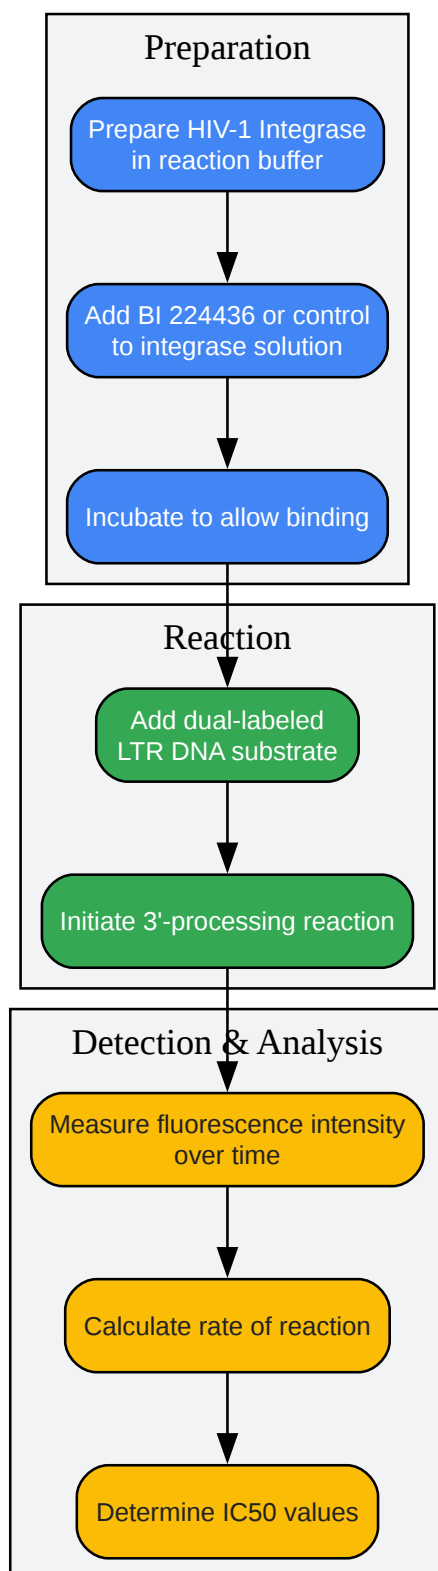 Preparation
Prepare HIV-1 Integrase
in reaction buffer
Add BI 224436 or control
to integrase solution
Incubate to allow binding
Reaction
Add dual-labeled
LTR DNA substrate
Initiate 3'-processing reaction
Detection & Analysis
Measure fluorescence intensity
over time
Calculate rate of reaction
Determine IC50 values